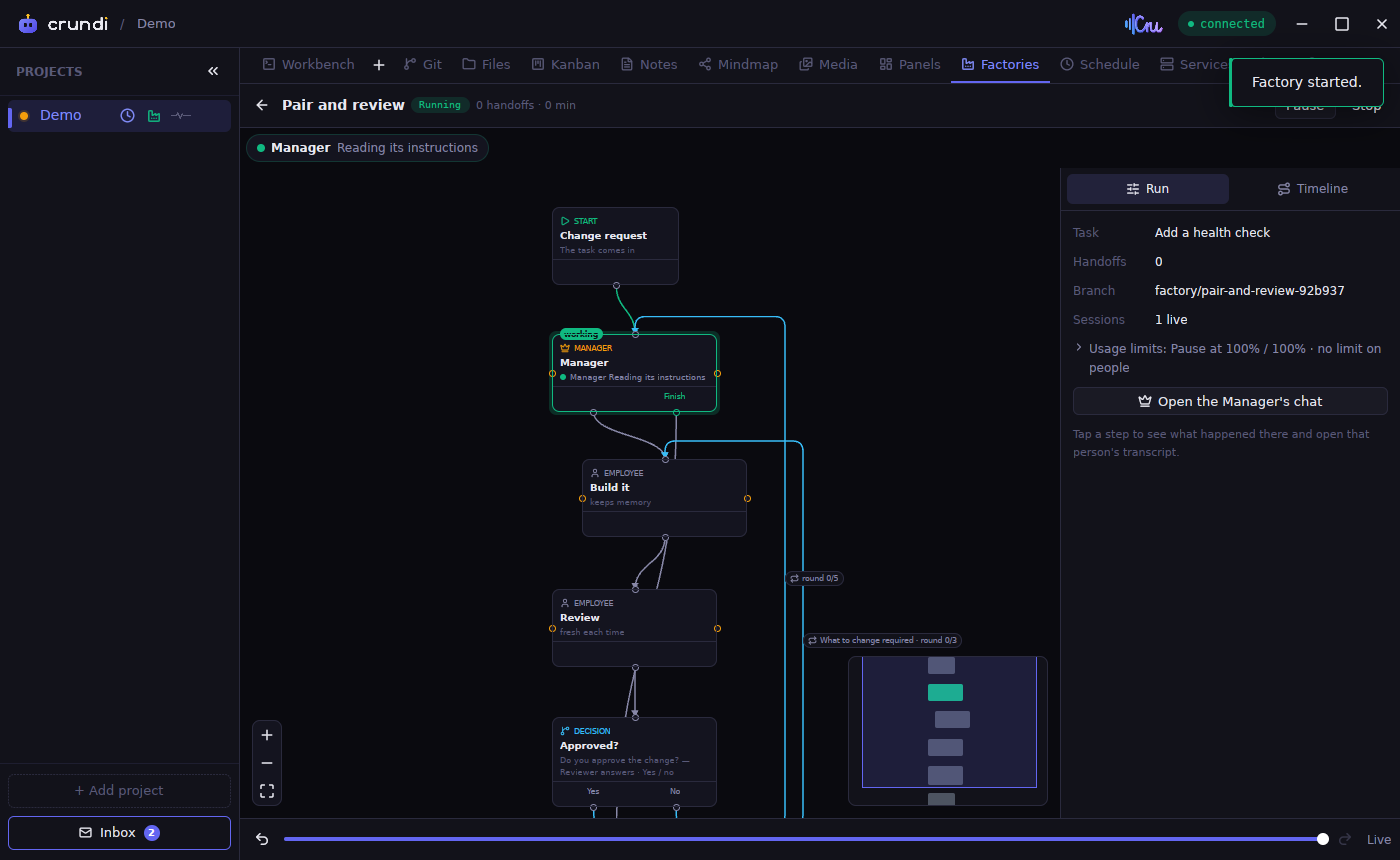 crundi / Demo
Cru
connected
PROJECTS
Workbench
Git
Files
Kanban
Notes
Mindmap
Media
Panels
Factories
Schedule
Service
Factory started.
Demo
Pair and review Running 0 handoffs · 0 min
Pause
Stop
Manager Reading its instructions
Run
Timeline
START
Change request
The task comes in
working
MANAGER
Manager
Manager Reading its instructions
Finish
EMPLOYEE
Build it
keeps memory
round 0/5
EMPLOYEE
Review
fresh each time
What to change required · round 0/3
DECISION
Approved?
Do you approve the change? —
Reviewer answers · Yes / no
Yes No
Task Add a health check
Handoffs 0
Branch factory/pair-and-review-92b937
Sessions 1 live
Usage limits: Pause at 100% / 100% · no limit on
people
Open the Manager's chat
Tap a step to see what happened there and open that
person's transcript.
+ Add project
Inbox 2
Live